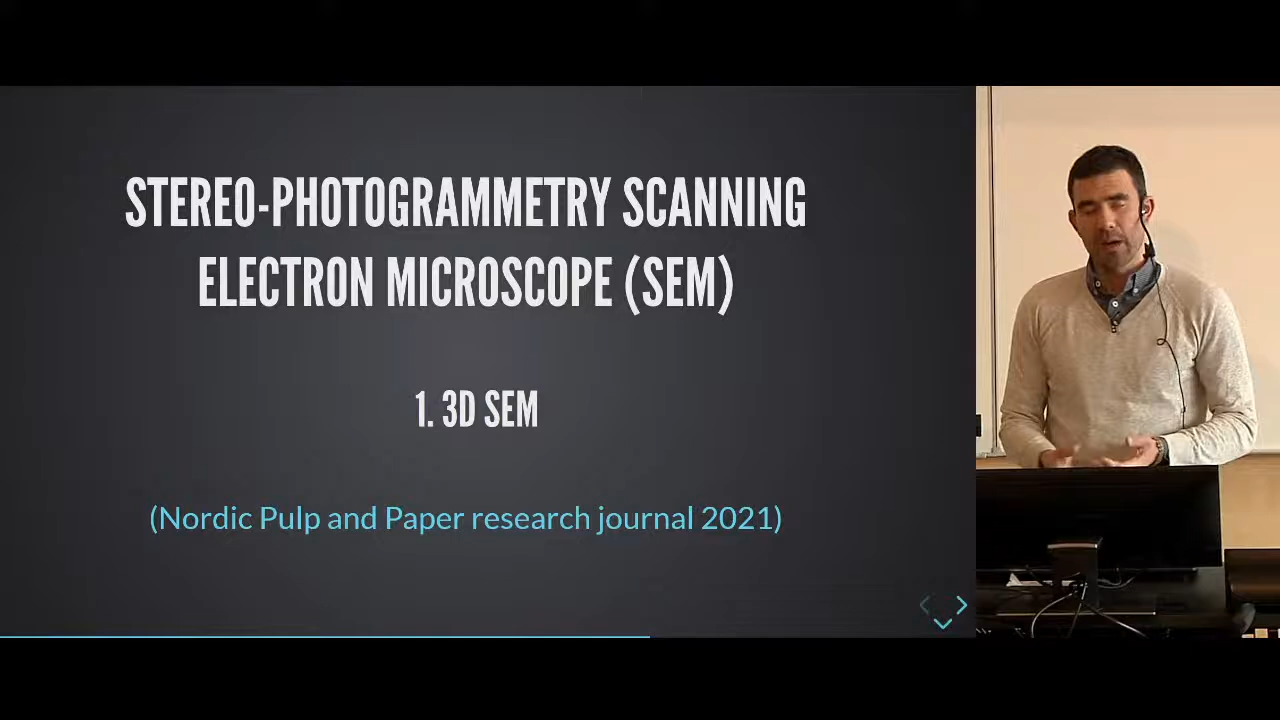 STEREO-PHOTOGRAMMETRY SCANNING
ELECTRON MICROSCOPE (SEM)
1. 3D SEM
(Nordic Pulp and Paper research journal 2021)